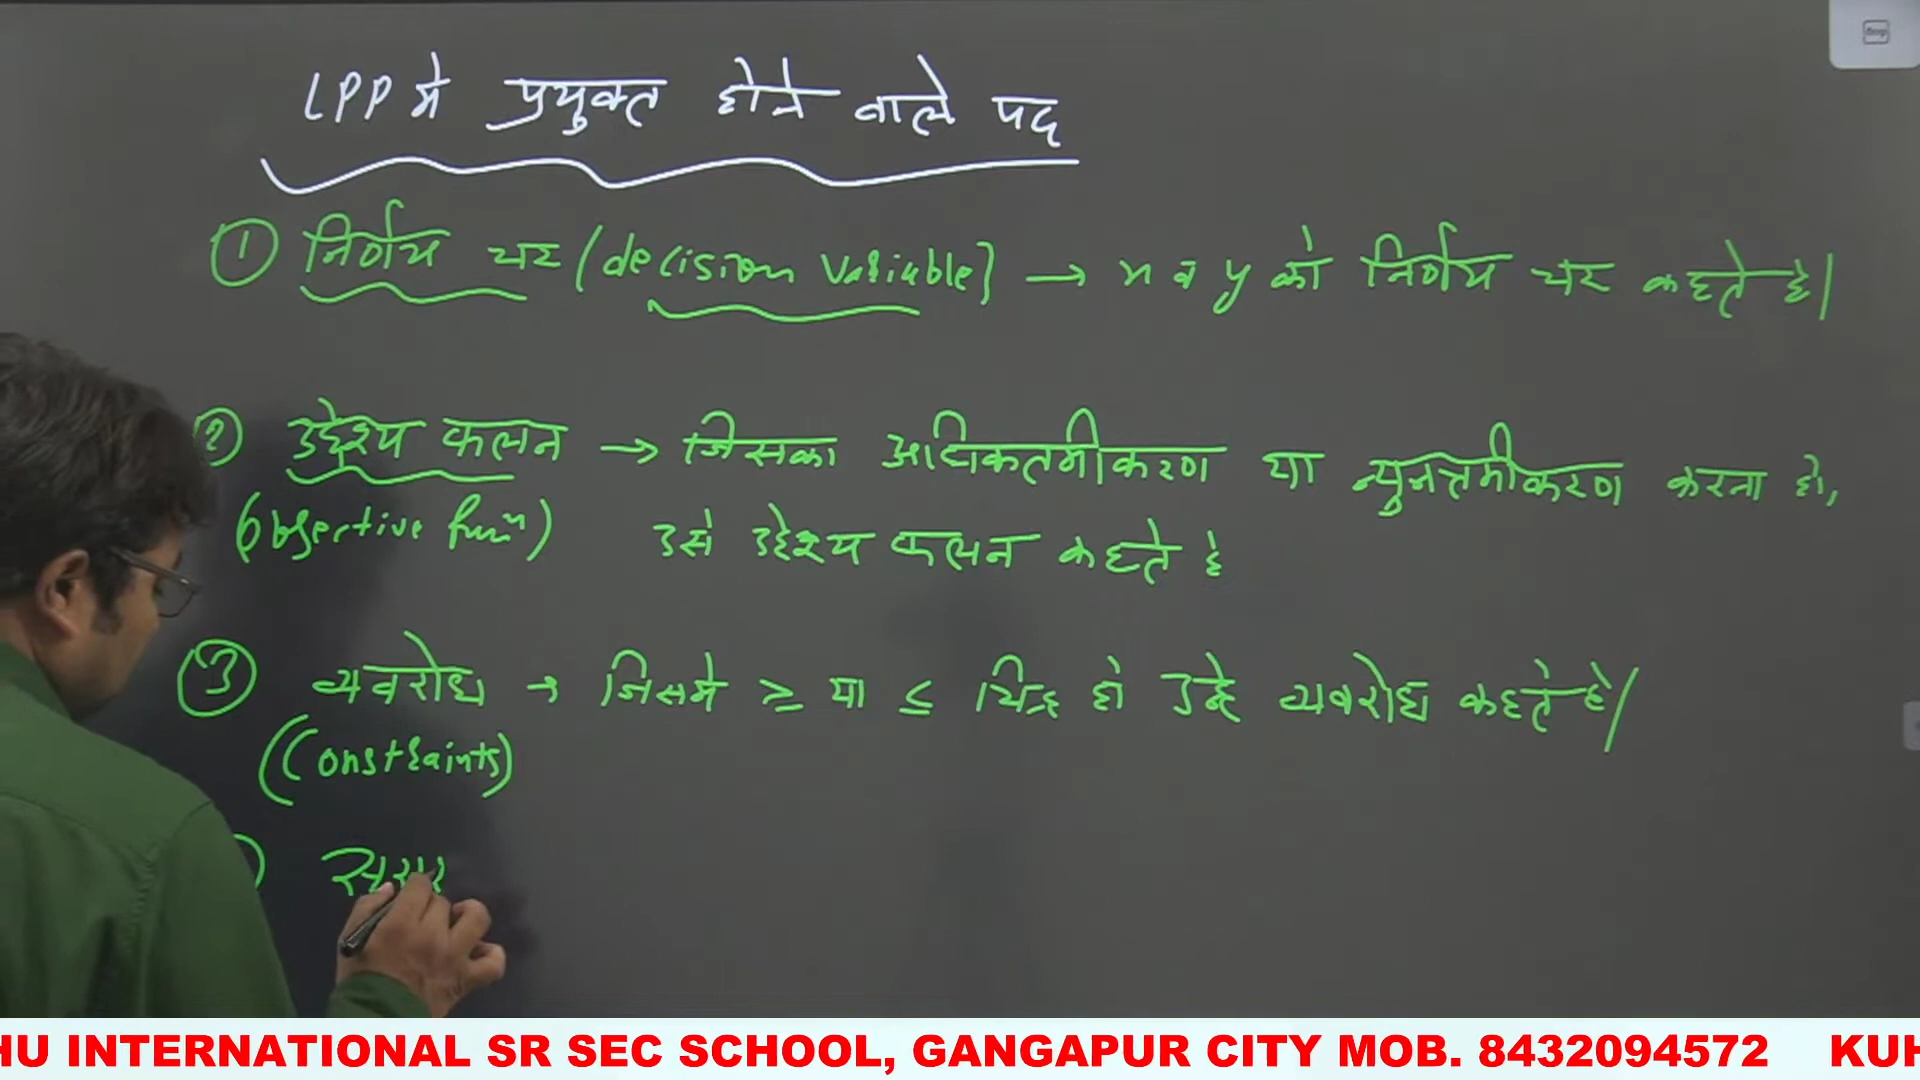 LPP मे प्रयुक्त होने वाले पद
① निर्णय चर (decision variable) → x व y को निर्णय चर कहते है।
② उद्देश्य फलन → जिसका अधिकतमीकरण या न्युनतमीकरण करना हो,
(objective funⁿ) उसे उद्देश्य फलन कहते है
③ व्यवरोध → जिसमे ≥ या ≤ चिन्ह हो उन्हे व्यवरोध कहते है।
(Constraints)
HU INTERNATIONAL SR SEC SCHOOL, GANGAPUR CITY MOB. 8432094572 KUH